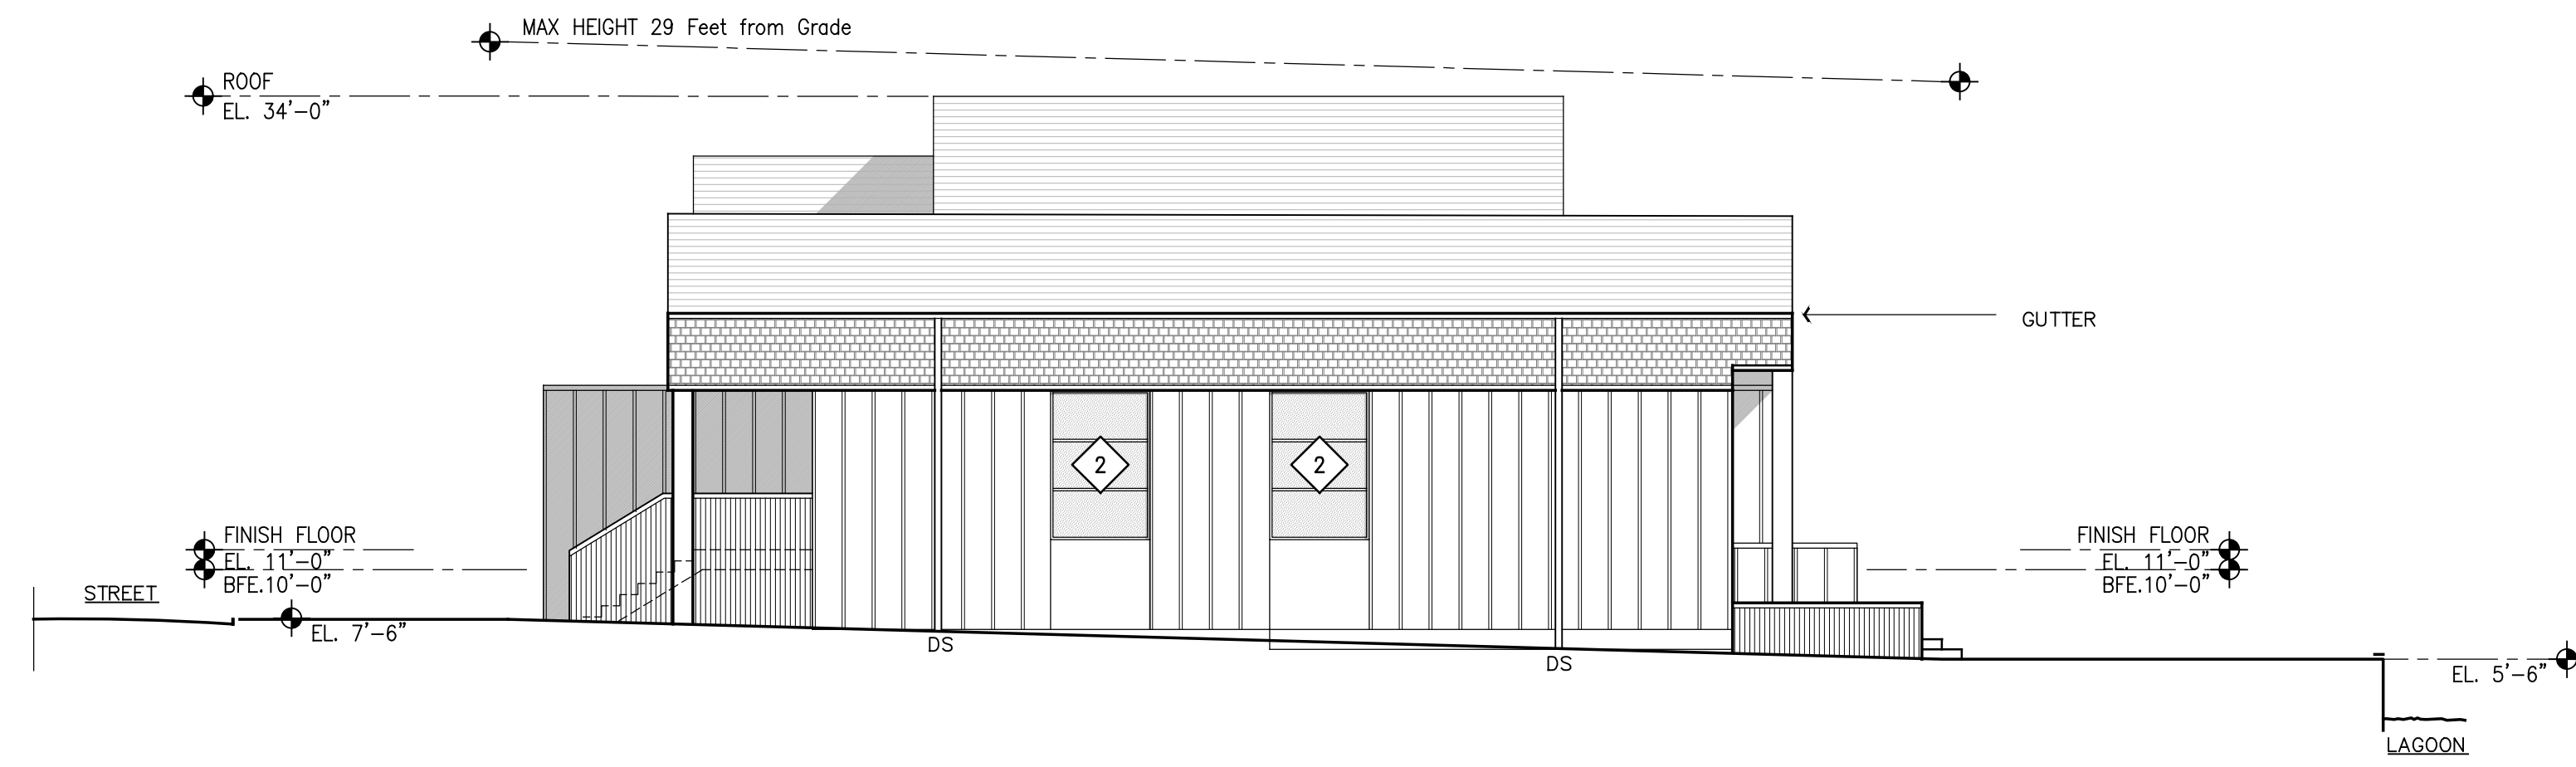 MAX HEIGHT 29 Feet from Grade
ROOF
EL. 34'-0"
GUTTER
2
2
FINISH FLOOR
EL. 11'-0"
BFE.10'-0"
FINISH FLOOR
EL. 11'-0"
BFE.10'-0"
STREET
EL. 7'-6"
DS
DS
EL. 5'-6"
LAGOON